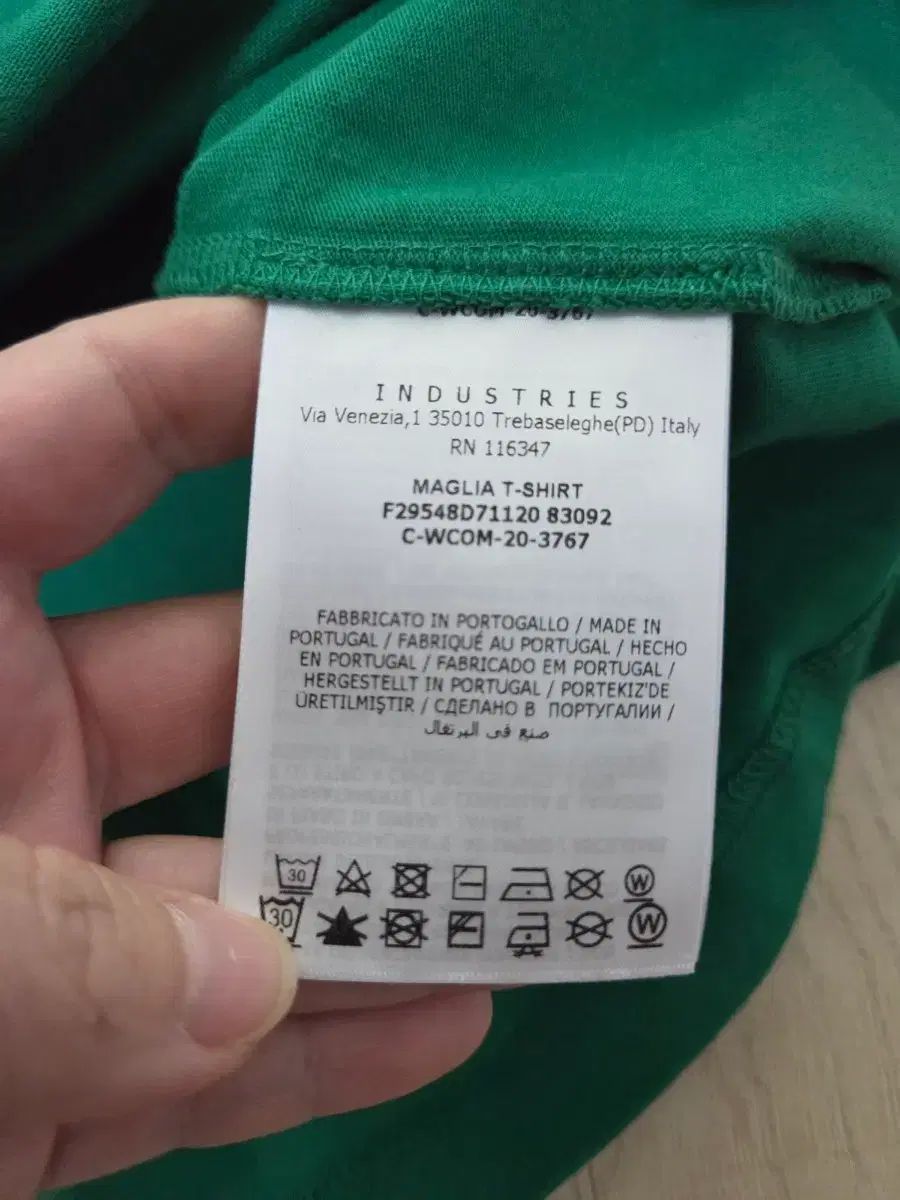 C-WCOM-20-3767
INDUSTRIES
Via Venezia,1 35010 Trebaseleghe(PD) Italy
RN 116347
MAGLIA T-SHIRT
F29548D71120 83092
C-WCOM-20-3767
FABBRICATO IN PORTOGALLO / MADE IN
PORTUGAL / FABRIQUÉ AU PORTUGAL / HECHO
EN PORTUGAL / FABRICADO EM PORTUGAL /
HERGESTELLT IN PORTUGAL / PORTEKIZ'DE
ÜRETILMIŞTIR / СДЕЛАНО В ПОРТУГАЛИИ /
صنع في البرتغال
30 W
30 W